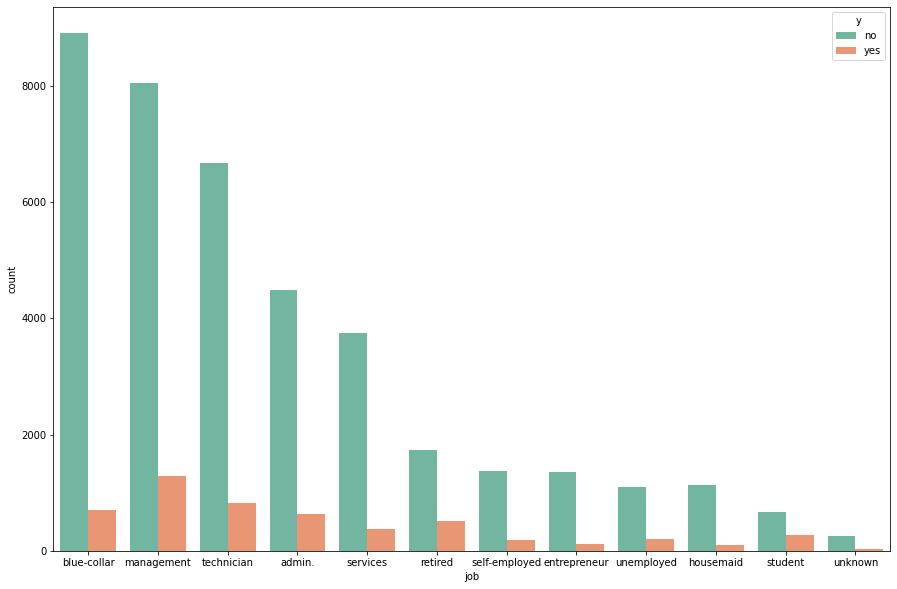 y
no
yes
8000
6000
4000
2000
0
count
blue-collar management technician admin. services retired self-employed entrepreneur unemployed housemaid student unknown
job